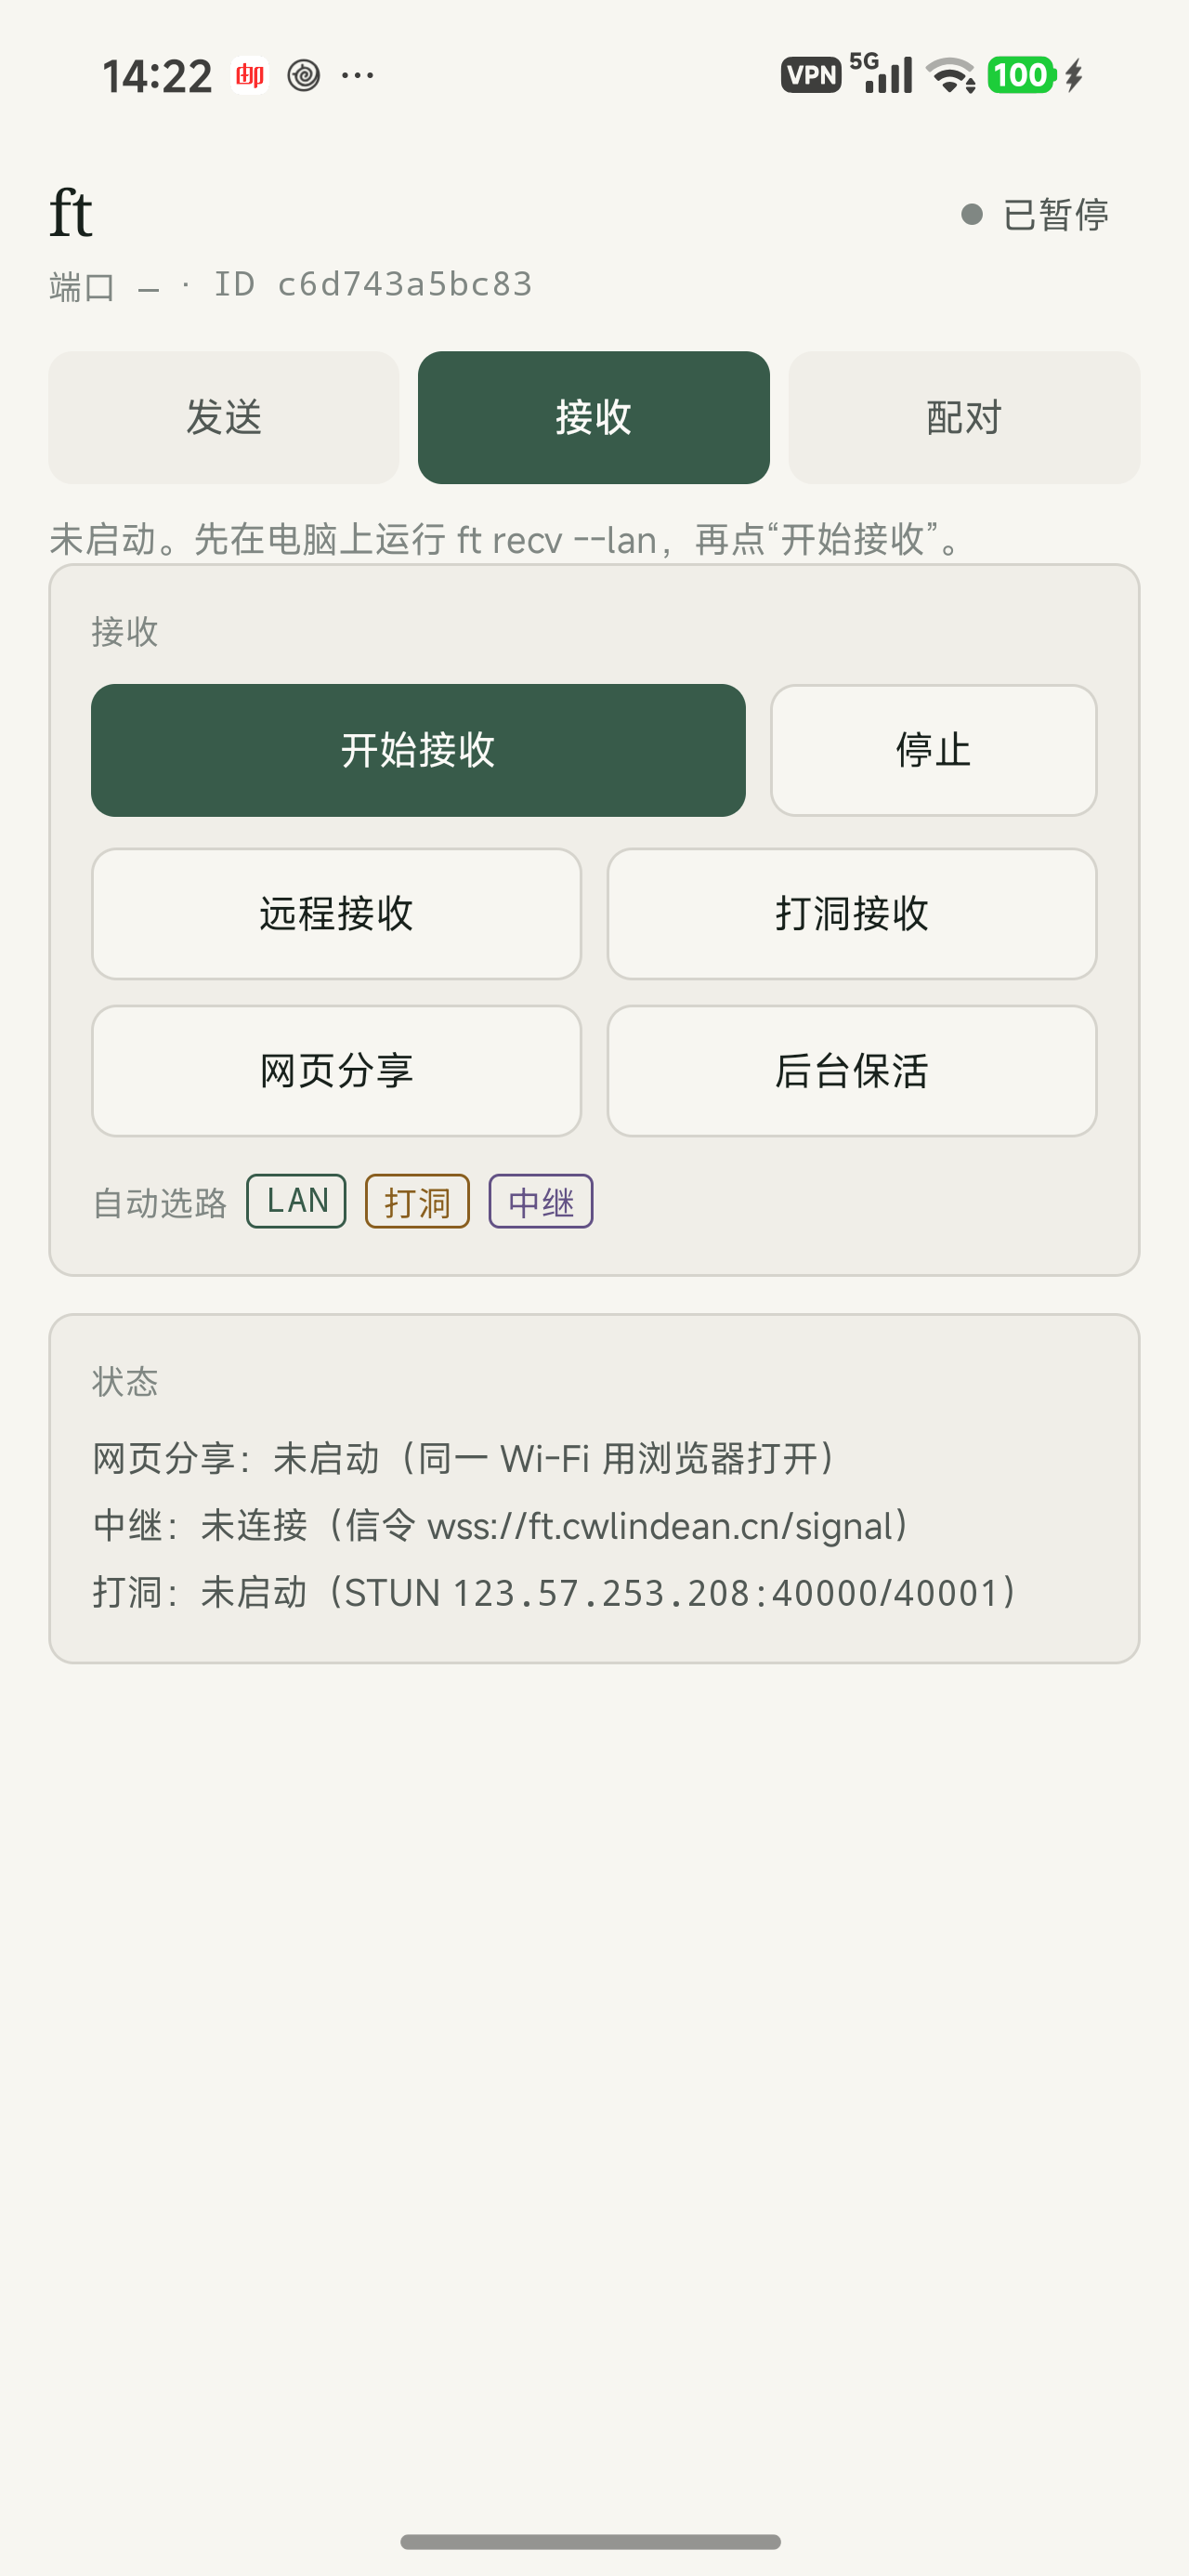 14:22 邮 ··· VPN 5G 100
ft
已暂停
端口 — · ID c6d743a5bc83
发送 接收 配对
未启动。先在电脑上运行 ft recv --lan，再点“开始接收”。
接收
开始接收 停止
远程接收 打洞接收
网页分享 后台保活
自动选路 LAN 打洞 中继
状态
网页分享：未启动（同一 Wi-Fi 用浏览器打开）
中继：未连接（信令 wss://ft.cwlindean.cn/signal）
打洞：未启动（STUN 123.57.253.208:40000/40001）